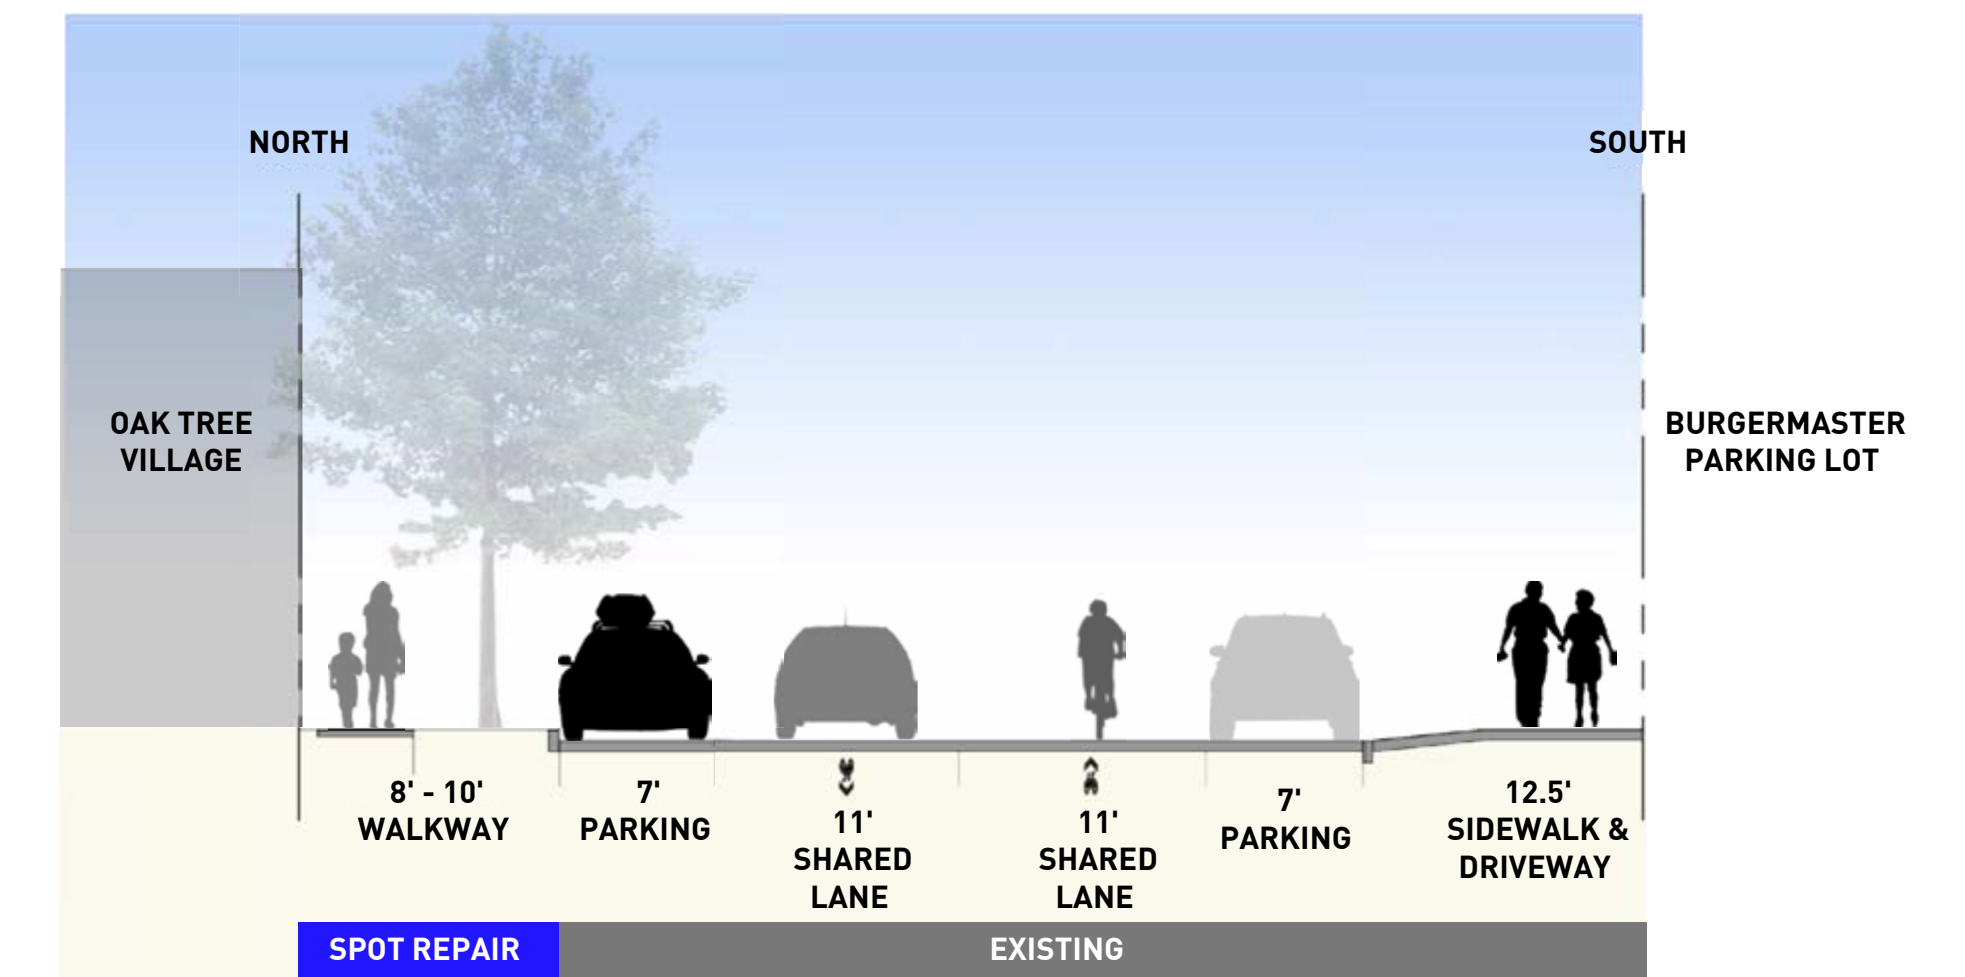 NORTH
SOUTH
OAK TREE
VILLAGE
BURGERMASTER
PARKING LOT
8' - 10'
WALKWAY
7'
PARKING
11'
SHARED
LANE
11'
SHARED
LANE
7'
PARKING
12.5'
SIDEWALK &
DRIVEWAY
SPOT REPAIR
EXISTING